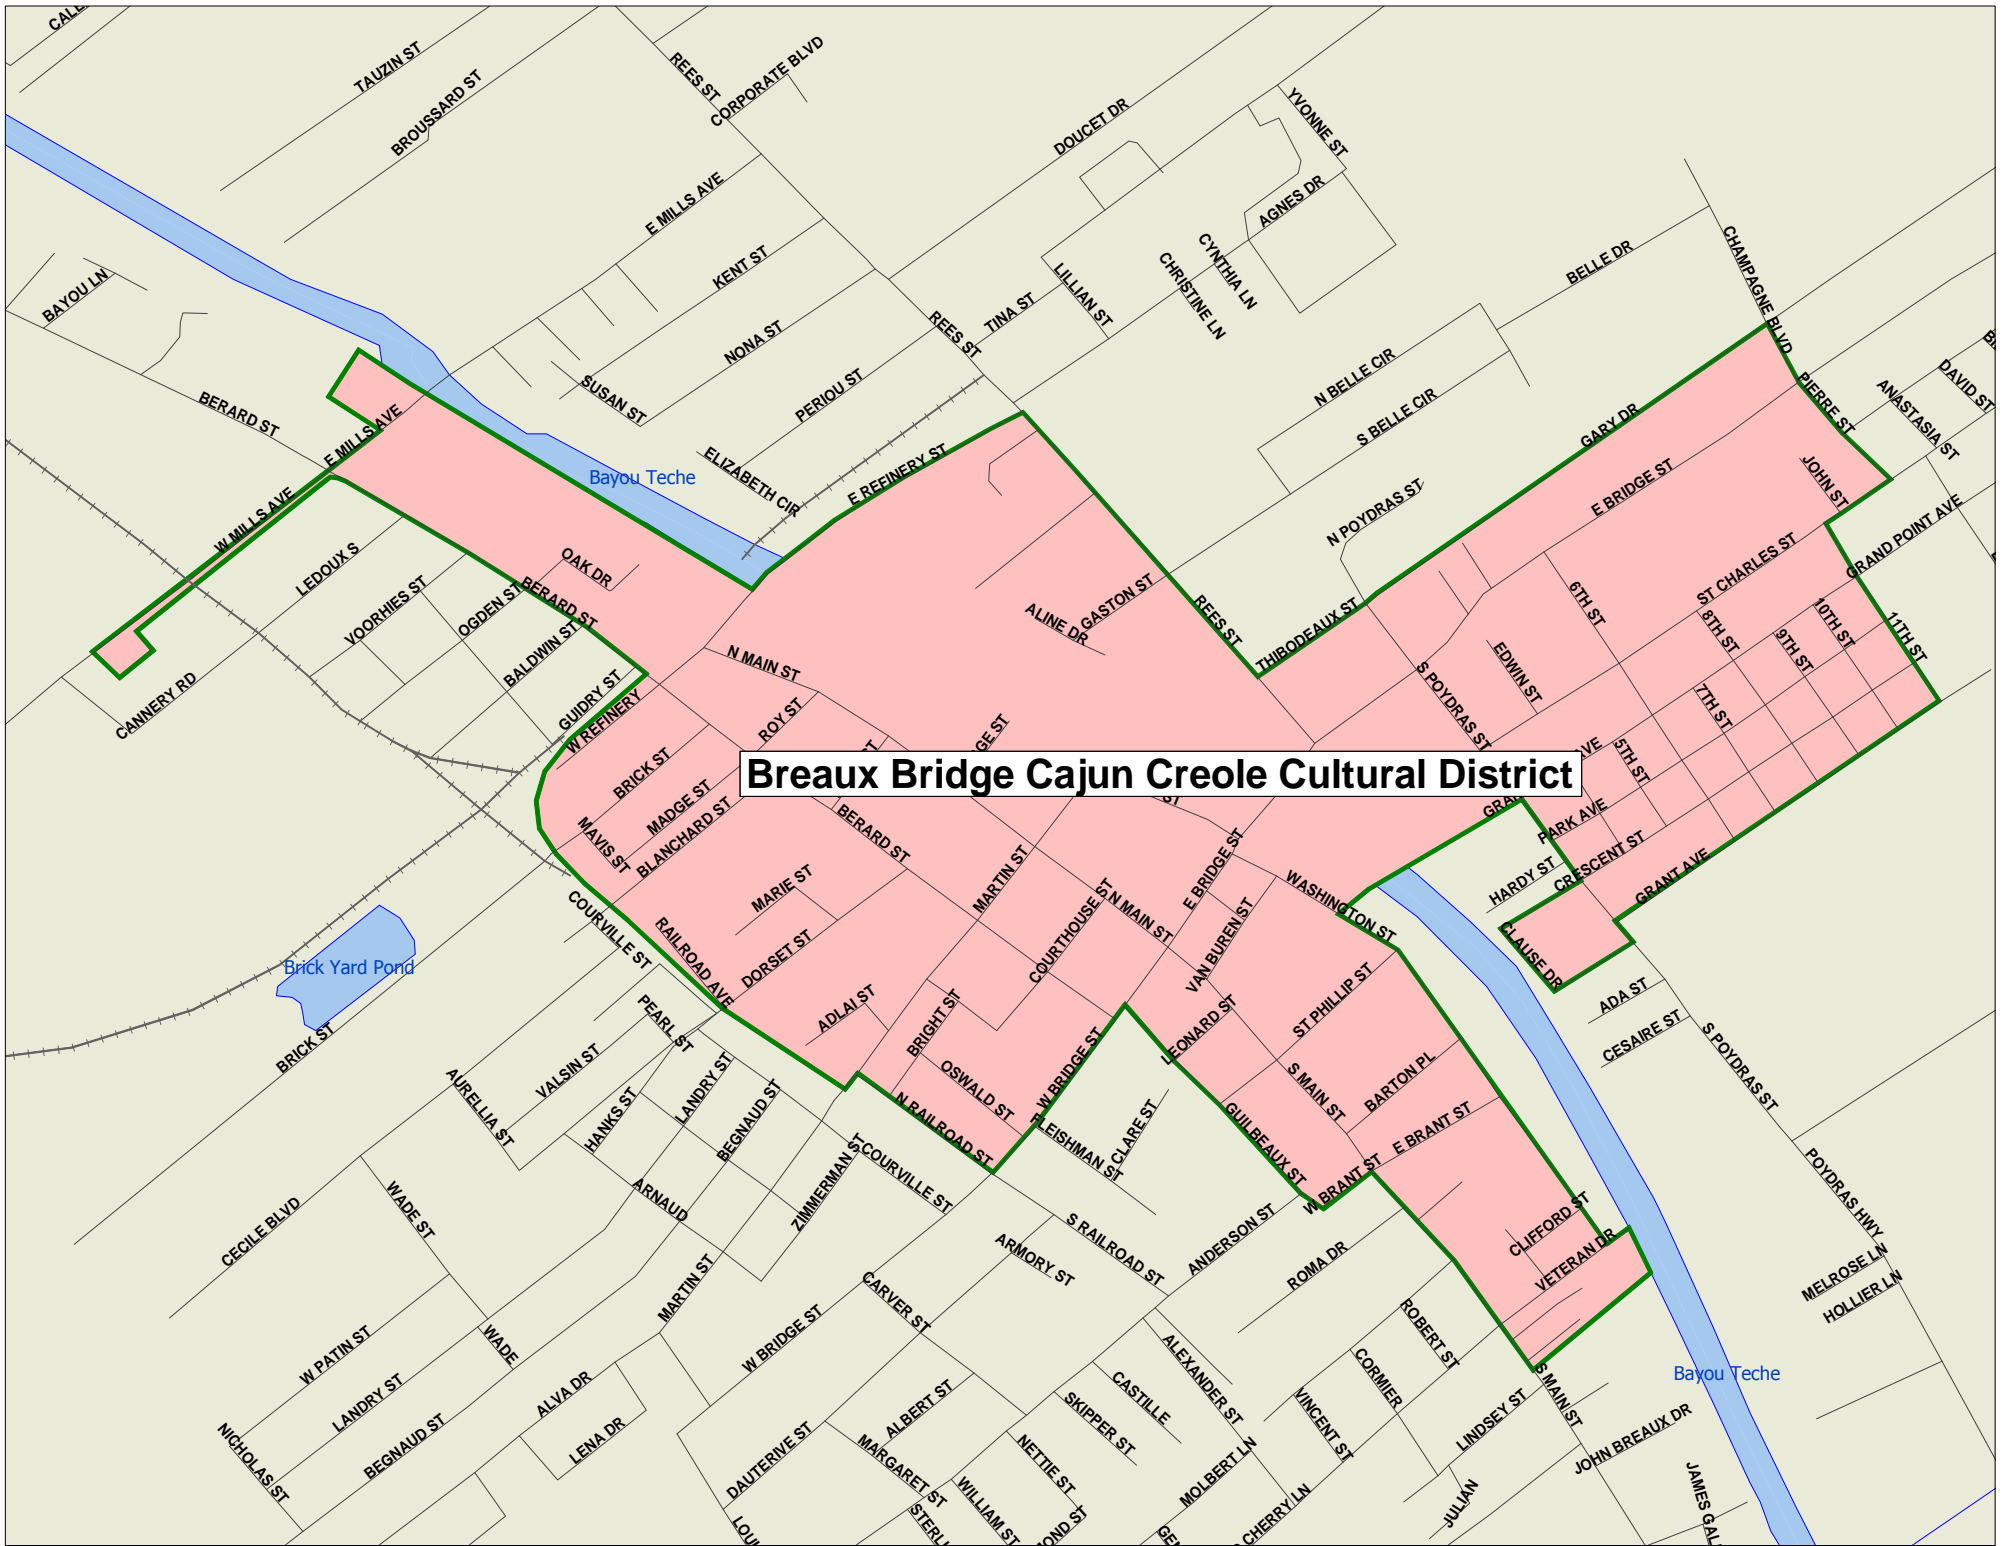 TAUZIN ST
BROUSSARD ST
REES ST
CORPORATE BLVD
DOUCET DR
YVONNE ST
E MILLS AVE
KENT ST
NONA ST
SUSAN ST
PERIOU ST
REES ST
TINA ST
LILLIAN ST
CHRISTINE LN
CYNTHIA LN
AGNES DR
BELLE DR
CHAMPAGNE BLVD
BAYOU LN
BERARD ST
E MILLS AVE
W MILLS AVE
Bayou Teche
ELIZABETH CIR
E REFINERY ST
N BELLE CIR
S BELLE CIR
GARY DR
PIERRE ST
ANASTASIA ST
DAVID ST
JOHN ST
N POYDRAS ST
E BRIDGE ST
GRAND POINT AVE
ST CHARLES ST
LEDOUX S
VOORHIES ST
OGDEN ST
OAK DR
BERARD ST
BALDWIN ST
GUIDRY ST
CANNERY RD
N MAIN ST
ALINE DR
GASTON ST
REES ST
THIBODEAUX ST
S POYDRAS ST
EDWIN ST
6TH ST
8TH ST
9TH ST
10TH ST
11TH ST
7TH ST
5TH ST
W REFINERY
ROY ST
BRICK ST
MADGE ST
BLANCHARD ST
MAVIS ST
GE ST
AVE
Breaux Bridge Cajun Creole Cultural District
BERARD ST
MARTIN ST
E BRIDGE ST
PARK AVE
CRESCENT ST
GRANT AVE
HARDY ST
CLAUSE DR
MARIE ST
DORSET ST
COURVILLE ST
RAILROAD AVE
COURTHOUSE ST
N MAIN ST
VAN BUREN ST
WASHINGTON ST
Brick Yard Pond
BRICK ST
ADLAI ST
BRIGHT ST
OSWALD ST
W BRIDGE ST
LEONARD ST
ST PHILLIP ST
S MAIN ST
BARTON PL
ADA ST
CESAIRE ST
S POYDRAS ST
PEARL ST
VALSIN ST
AURELLIA ST
HANKS ST
LANDRY ST
BEGNAUD ST
N RAILROAD ST
FLEISHMAN ST
CLARE ST
GUILBEAUX ST
W BRANT ST
E BRANT ST
ARNAUD
ZIMMERMAN ST
COURVILLE ST
POYDRAS HWY
CECILE BLVD
WADE ST
MARTIN ST
S RAILROAD ST
ARMORY ST
ANDERSON ST
ROMA DR
CLIFFORD ST
VETERAN DR
MELROSE LN
HOLLIER LN
W PATIN ST
WADE
LANDRY ST
CARVER ST
W BRIDGE ST
ALEXANDER ST
ROBERT ST
CORMIER
VINCENT ST
S MAIN ST
Bayou Teche
ALVA DR
LENA DR
BEGNAUD ST
NICHOLAS ST
ALBERT ST
DAUTERIVE ST
MARGARET ST
CASTILLE
SKIPPER ST
NETTIE ST
WILLIAM ST
MOLBERT LN
CHERRY LN
LINDSEY ST
JOHN BREAUX DR
JULIAN
JAMES GAL